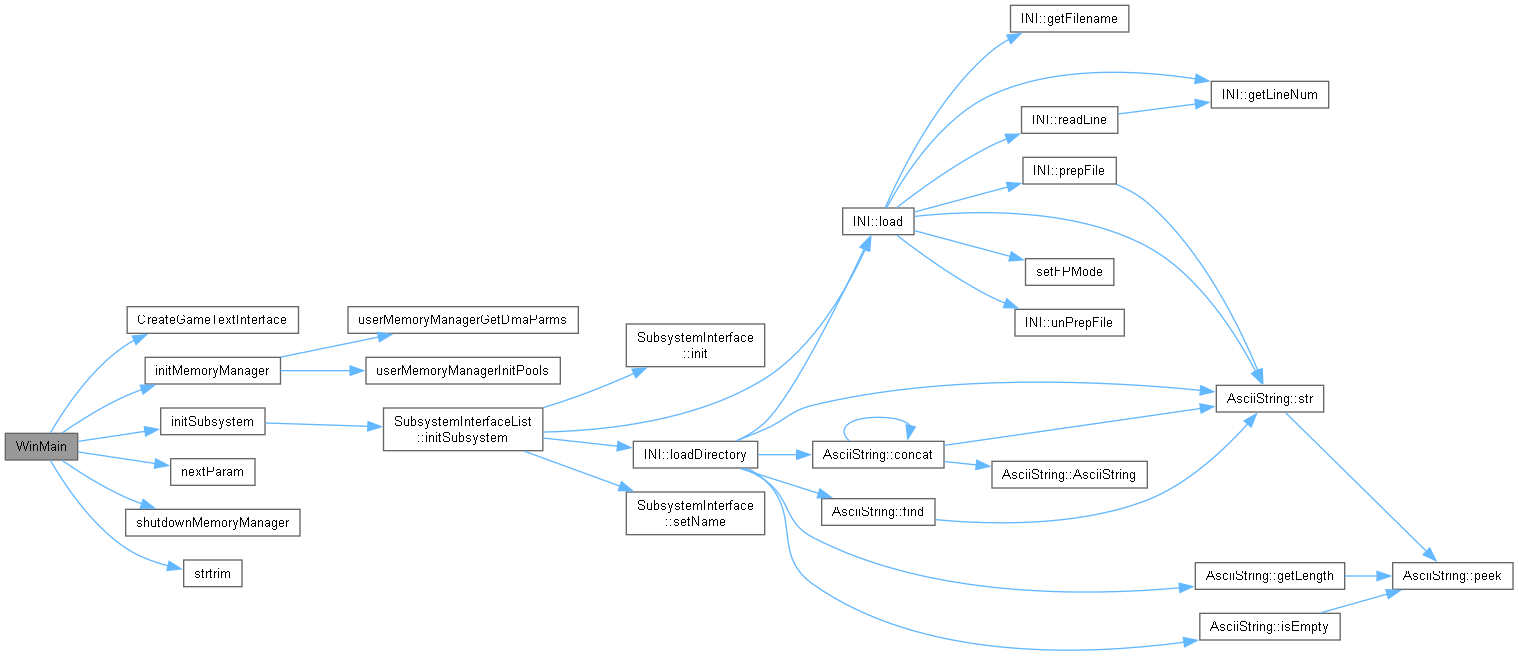 WinMain
CreateGameTextInterface
initMemoryManager
initSubsystem
nextParam
shutdownMemoryManager
strtrim
userMemoryManagerGetDmaParms
userMemoryManagerInitPools
SubsystemInterfaceList
::initSubsystem
SubsystemInterface
::init
INI::loadDirectory
SubsystemInterface
::setName
INI::load
AsciiString::concat
AsciiString::find
INI::getFilename
INI::readLine
INI::prepFile
setFPMode
INI::unPrepFile
AsciiString::AsciiString
INI::getLineNum
AsciiString::str
AsciiString::getLength
AsciiString::isEmpty
AsciiString::peek